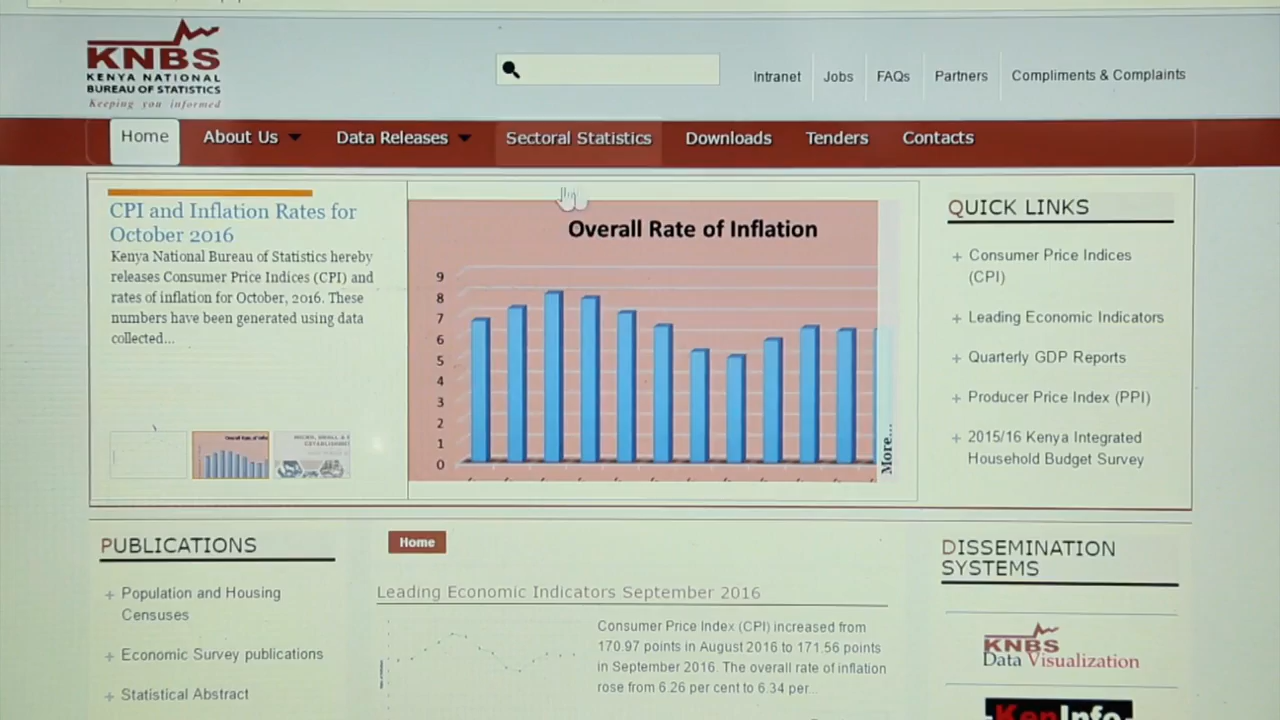 KNBS
KENYA NATIONAL
BUREAU OF STATISTICS
Keeping you informed
Intranet
Jobs
FAQs
Partners
Compliments & Complaints
Home
About Us
Data Releases
Sectoral Statistics
Downloads
Tenders
Contacts
CPI and Inflation Rates for
October 2016
Kenya National Bureau of Statistics hereby
releases Consumer Price Indices (CPI) and
rates of inflation for October, 2016. These
numbers have been generated using data
collected...
Overall Rate of Inflation
9
8
7
6
5
4
3
2
1
0
More...
QUICK LINKS
+ Consumer Price Indices
(CPI)
+ Leading Economic Indicators
+ Quarterly GDP Reports
+ Producer Price Index (PPI)
+ 2015/16 Kenya Integrated
Household Budget Survey
PUBLICATIONS
+ Population and Housing
Censuses
+ Economic Survey publications
+ Statistical Abstract
Home
Leading Economic Indicators September 2016
Consumer Price Index (CPI) increased from
170.97 points in August 2016 to 171.56 points
in September 2016. The overall rate of inflation
rose from 6.26 per cent to 6.34 per...
DISSEMINATION
SYSTEMS
KNBS
Data Visualization
KenInfo